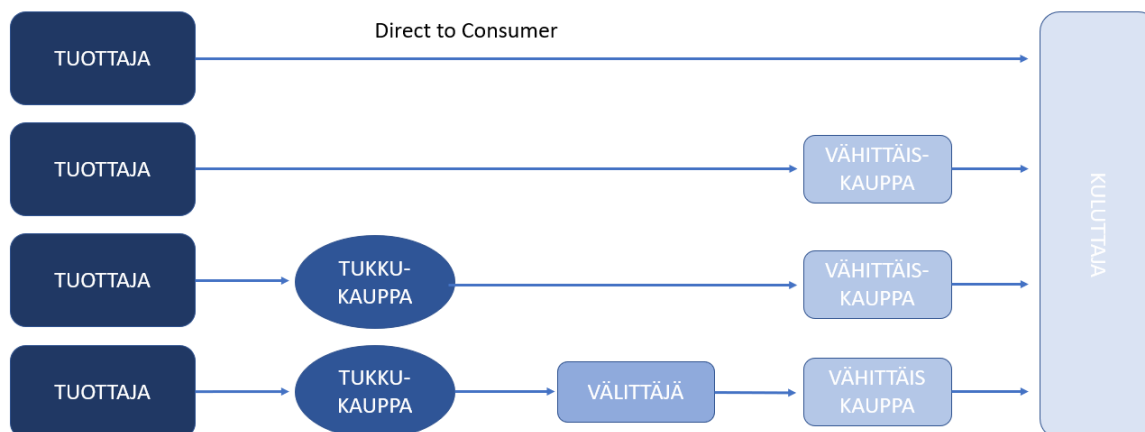 Direct to Consumer
TUOTTAJA
TUOTTAJA
VÄHITTÄIS-
KAUPPA
TUOTTAJA
TUKKU-
KAUPPA
VÄHITTÄIS-
KAUPPA
TUOTTAJA
TUKKU-
KAUPPA
VÄLITTÄJÄ
VÄHITTÄIS
KAUPPA
KULUTTAJA